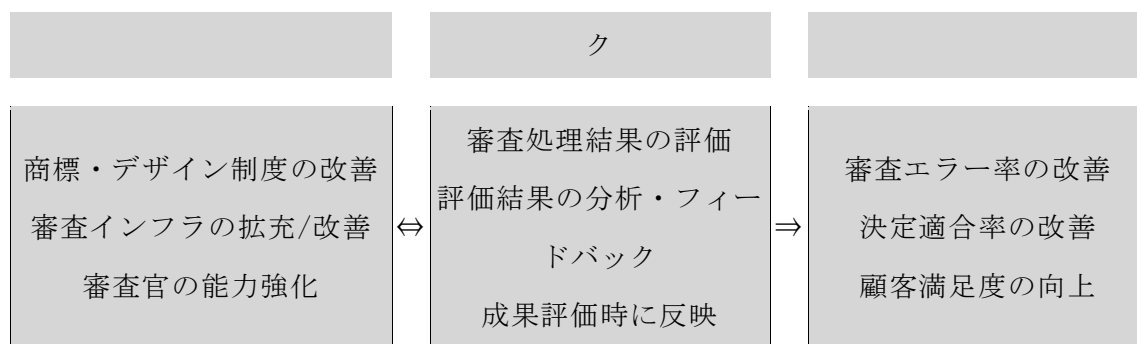 ク
商標・デザイン制度の改善
審査インフラの拡充/改善
審査官の能力強化
⇔
審査処理結果の評価
評価結果の分析・フィー
ドバック
成果評価時に反映
⇒
審査エラー率の改善
決定適合率の改善
顧客満足度の向上